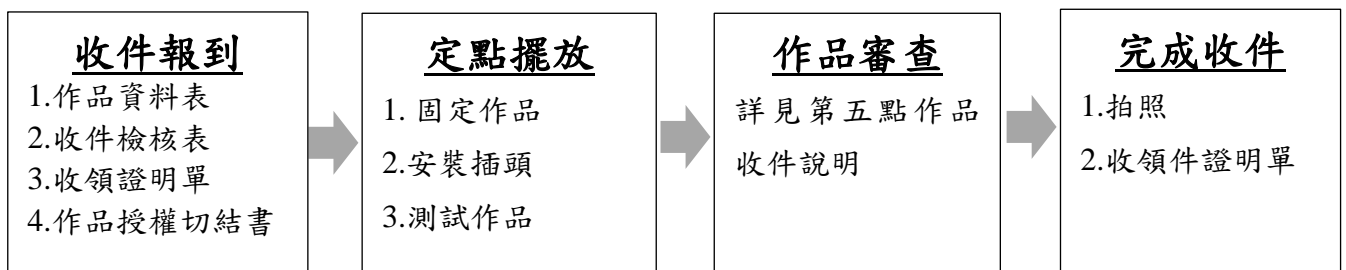 收件報到
1.作品資料表
2.收件檢核表
3.收領證明單
4.作品授權切結書
定點擺放
1. 固定作品
2.安裝插頭
3.測試作品
作品審查
詳見第五點作品
收件說明
完成收件
1.拍照
2.收領件證明單